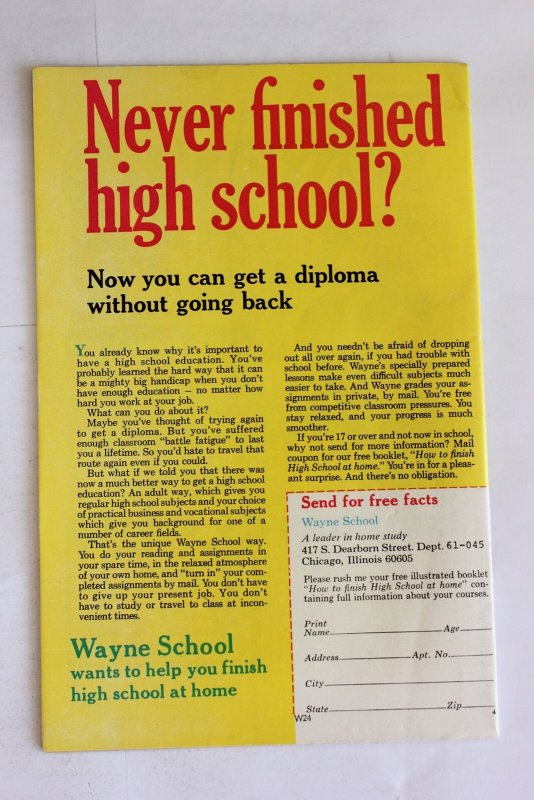 Never finished
high school?
Now you can get a diploma
without going back
You already know why it's important to
have a high school education. You've
probably learned the hard way that it can
be a mighty big handicap when you don't
have enough education — no matter how
hard you work at your job.
What can you do about it?
Maybe you've thought of trying again
to get a diploma. But you've suffered
enough classroom "battle fatigue" to last
you a lifetime. So you'd hate to travel that
route again even if you could.
But what if we told you that there was
now a much better way to get a high school
education? An adult way, which gives you
regular high school subjects and your choice
of practical business and vocational subjects
which give you background for one of a
number of career fields.
That's the unique Wayne School way.
You do your reading and assignments in
your spare time, in the relaxed atmosphere
of your own home, and "turn in" your com-
pleted assignments by mail. You don't have
to give up your present job. You don't
have to study or travel to class at incon-
venient times.
Wayne School
wants to help you finish
high school at home
And you needn't be afraid of dropping
out all over again, if you had trouble with
school before. Wayne's specially prepared
lessons make even difficult subjects much
easier to take. And Wayne grades your as-
signments in private, by mail. You're free
from competitive classroom pressures. You
stay relaxed, and your progress is much
smoother.
If you're 17 or over and not now in school,
why not send for more information? Mail
coupon for our free booklet, "How to finish
High School at home." You're in for a pleas-
ant surprise. And there's no obligation.
Send for free facts
Wayne School
A leader in home study
417 S. Dearborn Street. Dept. 61-045
Chicago, Illinois 60605
Please rush me your free illustrated booklet
"How to finish High School at home" con-
taining full information about your courses.
Print
Name Age
Address Apt. No.
City
State Zip
W24 4